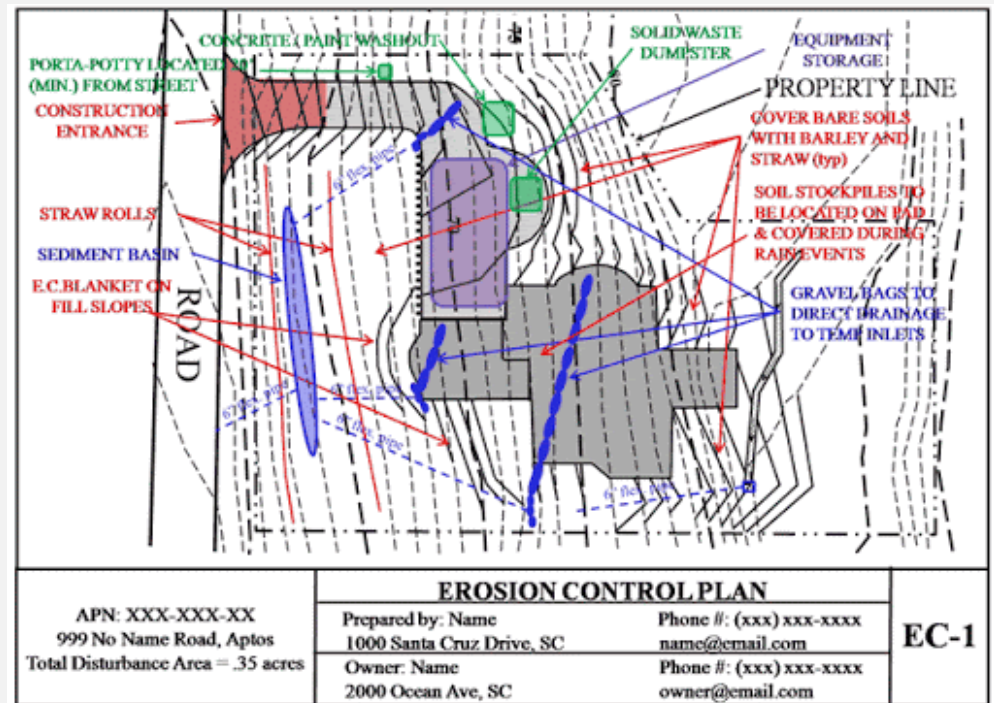 CONCRETE / PAINT WASHOUT
SOLID WASTE
DUMPSTER
EQUIPMENT
STORAGE
PORTA-POTTY LOCATED 20'
(MIN.) FROM STREET
PROPERTY LINE
CONSTRUCTION
ENTRANCE
COVER BARE SOILS
WITH BARLEY AND
STRAW (typ)
6' flex. pipe
SOIL STOCKPILES TO
BE LOCATED ON PAD
& COVERED DURING
RAIN EVENTS
STRAW ROLLS
SEDIMENT BASIN
E.C.BLANKET ON
FILL SLOPES
ROAD
GRAVEL BAGS TO
DIRECT DRAINAGE
TO TEMP INLETS
6' flex. pipe
6' flex. pipe
6' flex. pipe
6' flex. pipe
EROSION CONTROL PLAN
APN: XXX-XXX-XX
999 No Name Road, Aptos
Total Disturbance Area = .35 acres
Prepared by: Name
Phone #: (xxx) xxx-xxxx
1000 Santa Cruz Drive, SC
name@email.com
Owner: Name
Phone #: (xxx) xxx-xxxx
2000 Ocean Ave, SC
owner@email.com
EC-1